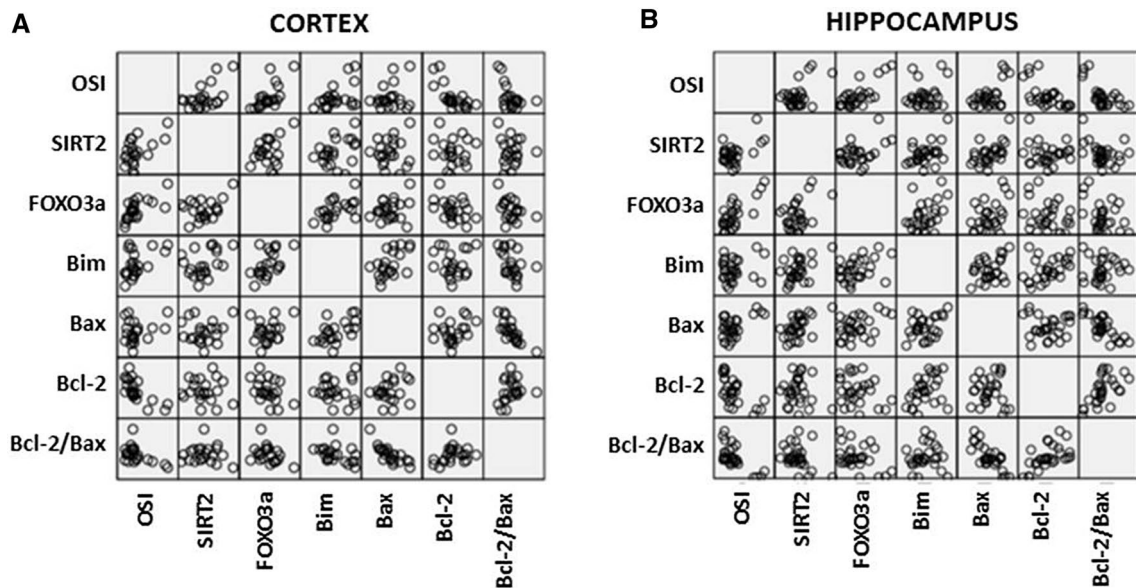 A
CORTEX
OSI
SIRT2
FOXO3a
Bim
Bax
Bcl-2
Bcl-2/Bax
OSI
SIRT2
FOXO3a
Bim
Bax
Bcl-2
Bcl-2/Bax
B
HIPPOCAMPUS
OSI
SIRT2
FOXO3a
Bim
Bax
Bcl-2
Bcl-2/Bax
OSI
SIRT2
FOXO3a
Bim
Bax
Bcl-2
Bcl-2/Bax